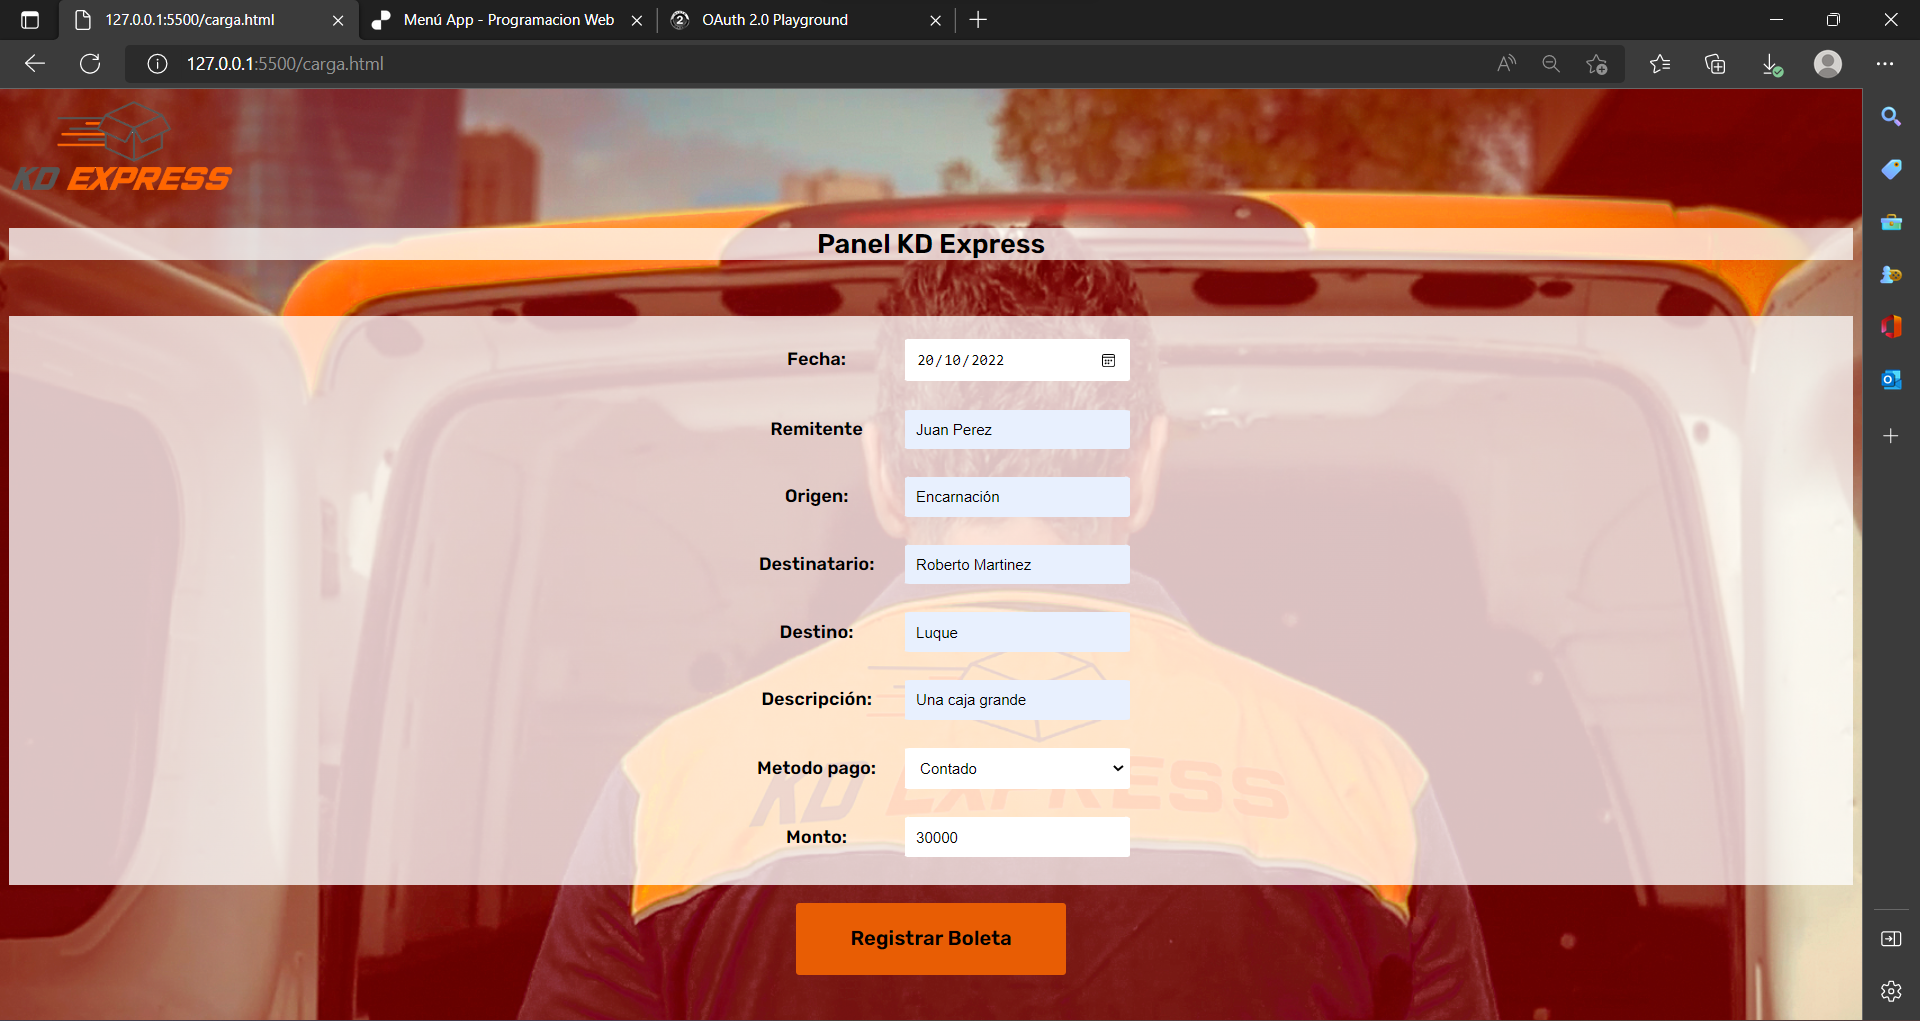 127.0.0.1:5500/carga.html
Menú App - Programacion Web
OAuth 2.0 Playground
127.0.0.1:5500/carga.html
KD EXPRESS
Panel KD Express
Fecha: 20/10/2022
Remitente Juan Perez
Origen: Encarnación
Destinatario: Roberto Martinez
Destino: Luque
Descripción: Una caja grande
Metodo pago: Contado
KD EXPRESS
Monto: 30000
Registrar Boleta